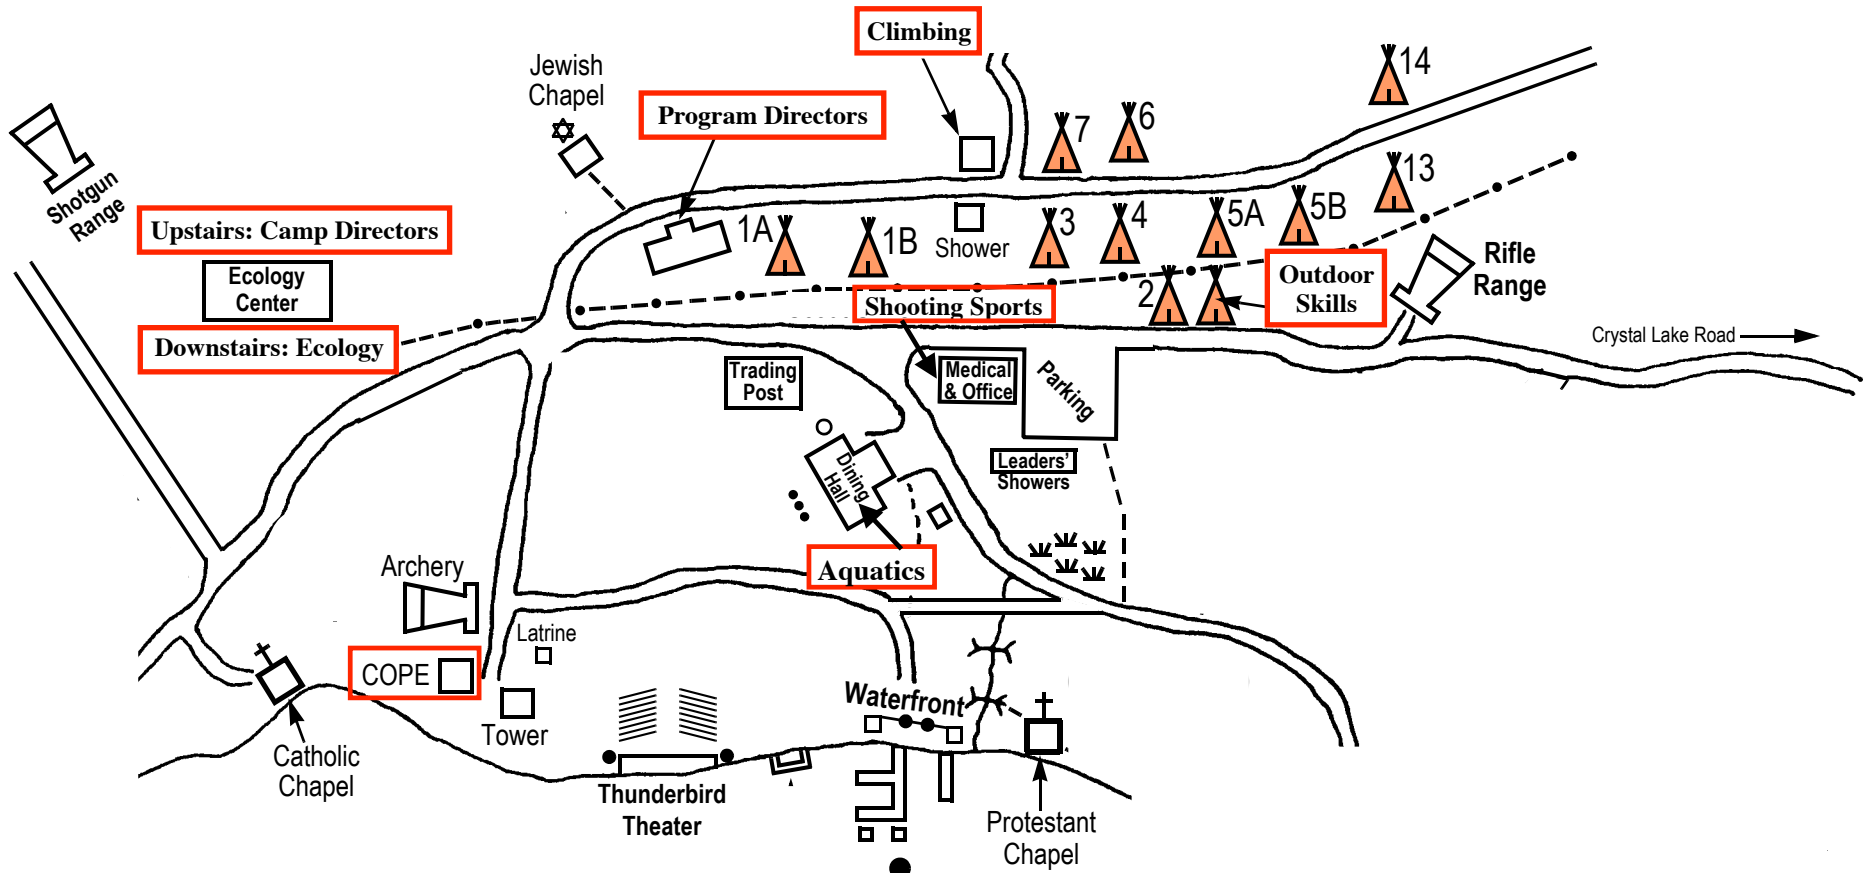 Climbing
14
Jewish
Chapel
Program Directors
7
6
13
Shotgun
Range
Upstairs: Camp Directors
1A
1B
Shower
3
4
5A
5B
Rifle
Range
Ecology
Center
Outdoor
Skills
2
Shooting Sports
Downstairs: Ecology
Crystal Lake Road
Trading
Post
Medical
& Office
Parking
Dining
Hall
Leaders'
Showers
Archery
Aquatics
Latrine
COPE
Waterfront
Tower
Catholic
Chapel
Thunderbird
Theater
Protestant
Chapel